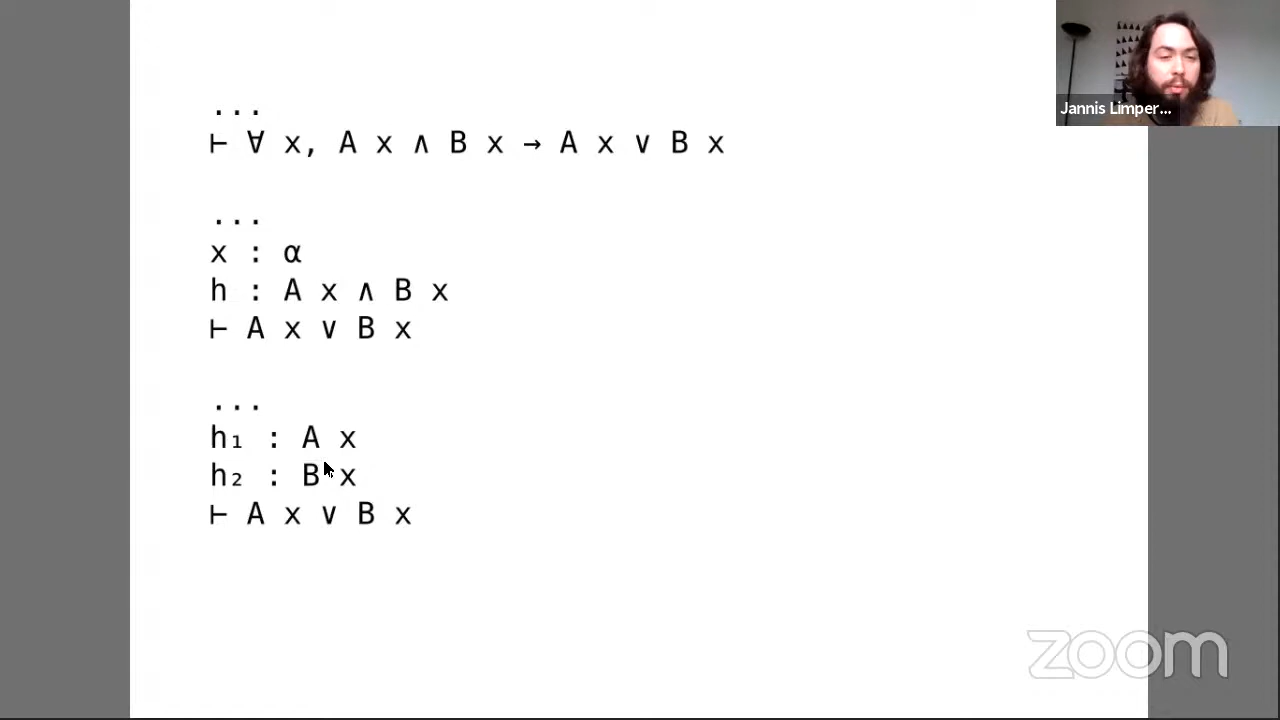 ...
⊢ ∀ x, A x ∧ B x → A x ∨ B x
...
x : α
h : A x ∧ B x
⊢ A x ∨ B x
...
h₁ : A x
h₂ : B x
⊢ A x ∨ B x
Jannis Limper...
zoom